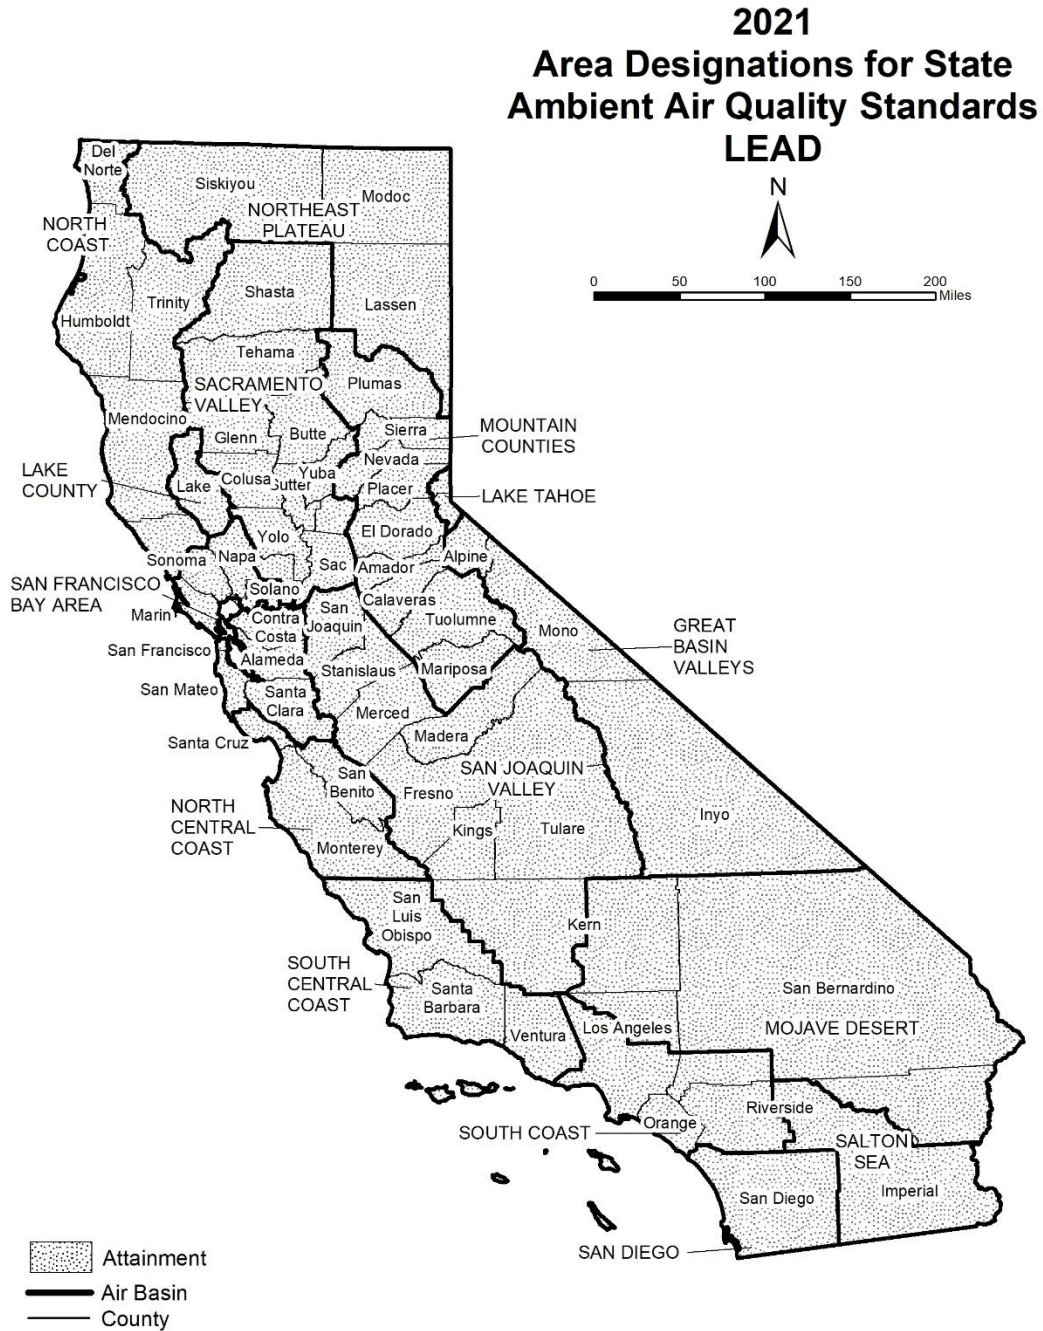 2021
Area Designations for State
Ambient Air Quality Standards
LEAD
N
0 50 100 150 200
Miles
Del
Norte
Siskiyou
Modoc
NORTHEAST
PLATEAU
NORTH
COAST
Shasta
Trinity
Lassen
Humboldt
Tehama
SACRAMENTO
VALLEY
Plumas
Mendocino
Glenn
Butte
Sierra
MOUNTAIN
COUNTIES
Nevada
LAKE
COUNTY
Lake
Colusa
Sutter
Yuba
Placer
LAKE TAHOE
Yolo
El Dorado
Sonoma
Napa
Sac
Amador
Alpine
SAN FRANCISCO
BAY AREA
Solano
Calaveras
Marin
Contra
Costa
San
Joaquin
Tuolumne
Mono
GREAT
BASIN
VALLEYS
San Francisco
Alameda
Stanislaus
Mariposa
San Mateo
Santa
Clara
Merced
Santa Cruz
Madera
San
Benito
Fresno
SAN JOAQUIN
VALLEY
NORTH
CENTRAL
COAST
Monterey
Kings
Tulare
Inyo
San
Luis
Obispo
Kern
SOUTH
CENTRAL
COAST
Santa
Barbara
San Bernardino
Ventura
Los Angeles
MOJAVE DESERT
Orange
Riverside
SOUTH COAST
SALTON
SEA
San Diego
Imperial
SAN DIEGO
Attainment
Air Basin
County